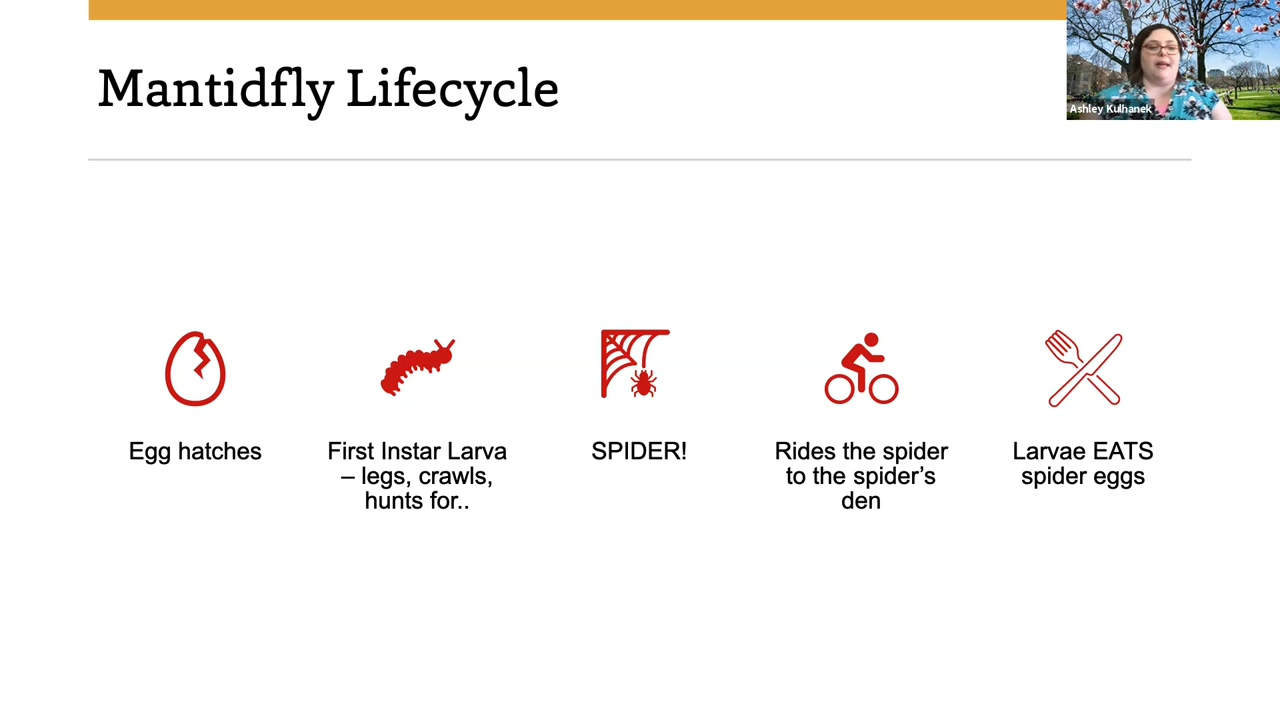 Mantidfly Lifecycle
Ashley Kulhanek
Egg hatches
First Instar Larva
– legs, crawls,
hunts for..
SPIDER!
Rides the spider
to the spider’s
den
Larvae EATS
spider eggs